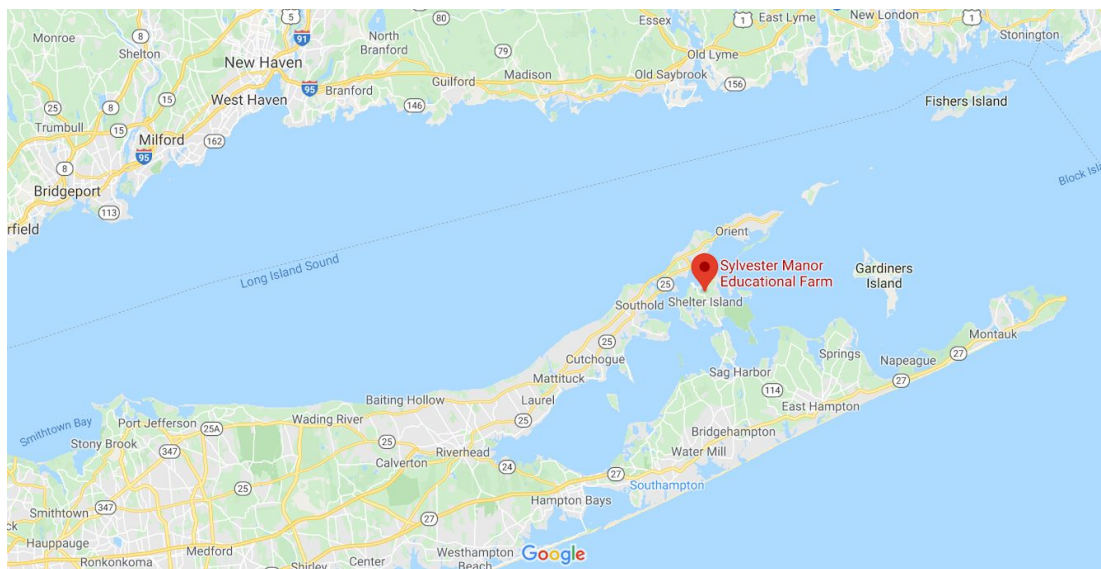 Monroe
8
5
91
North
Branford
80
79
Essex
1
East Lyme
New London
1
Stonington
Shelton
New Haven
Old Lyme
95
Guilford
Madison
Old Saybrook
156
15
West Haven
Branford
146
Fishers Island
25
8
Trumbull
15
Milford
162
95
8
Bridgeport
113
rfield
Block Isla
Long Island Sound
Orient
Sylvester Manor
Educational Farm
25
Gardiners
Island
Southold
Shelter Island
25
Cutchogue
Springs
Montauk
Napeague
27
Mattituck
Sag Harbor
27
114
Baiting Hollow
Laurel
East Hampton
Smithtown Bay
Port Jefferson
25A
Wading River
25
Bridgehampton
Stony Brook
25
Riverhead
Water Mill
347
Calverton
24
27
25
Southampton
Hampton Bays
347
Smithtown
27
ck
Hauppauge
Medford
Westhampton
Beach
Google
Ronkonkoma
Shirley
Center